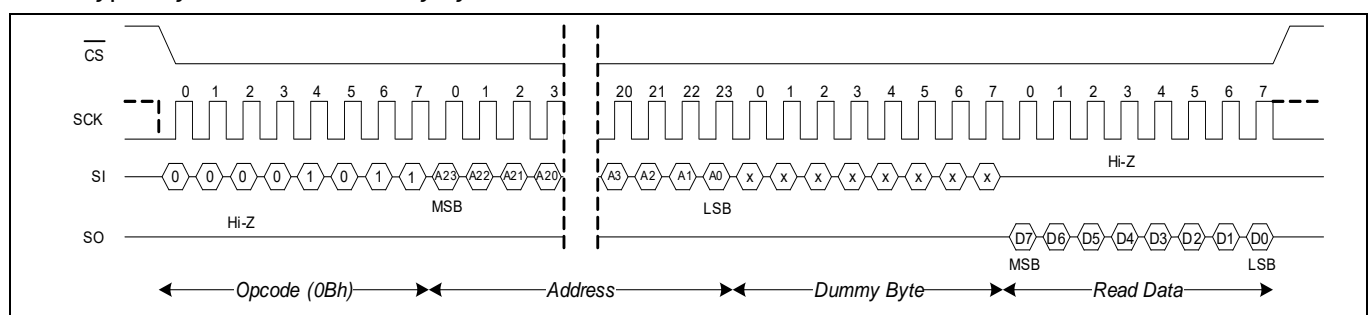 CS
0 1 2 3 4 5 6 7 0 1 2 3 20 21 22 23 0 1 2 3 4 5 6 7 0 1 2 3 4 5 6 7
SCK
Hi-Z
SI 0 0 0 0 1 0 1 1 A23 A22 A21 A20 A3 A2 A1 A0 x x x x x x x x
MSB LSB
Hi-Z
SO D7 D6 D5 D4 D3 D2 D1 D0
MSB LSB
Opcode (0Bh) Address Dummy Byte Read Data